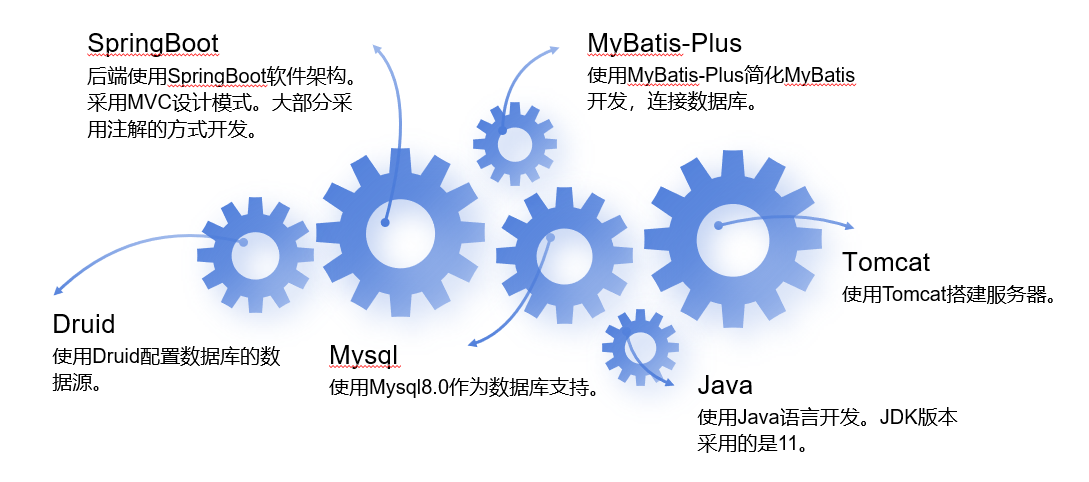 SpringBoot
后端使用SpringBoot软件架构。
采用MVC设计模式。大部分采
用注解的方式开发。
MyBatis-Plus
使用MyBatis-Plus简化MyBatis
开发，连接数据库。
Tomcat
使用Tomcat搭建服务器。
Druid
使用Druid配置数据库的数
据源。
Mysql
使用Mysql8.0作为数据库支持。
Java
使用Java语言开发。JDK版本
采用的是11。